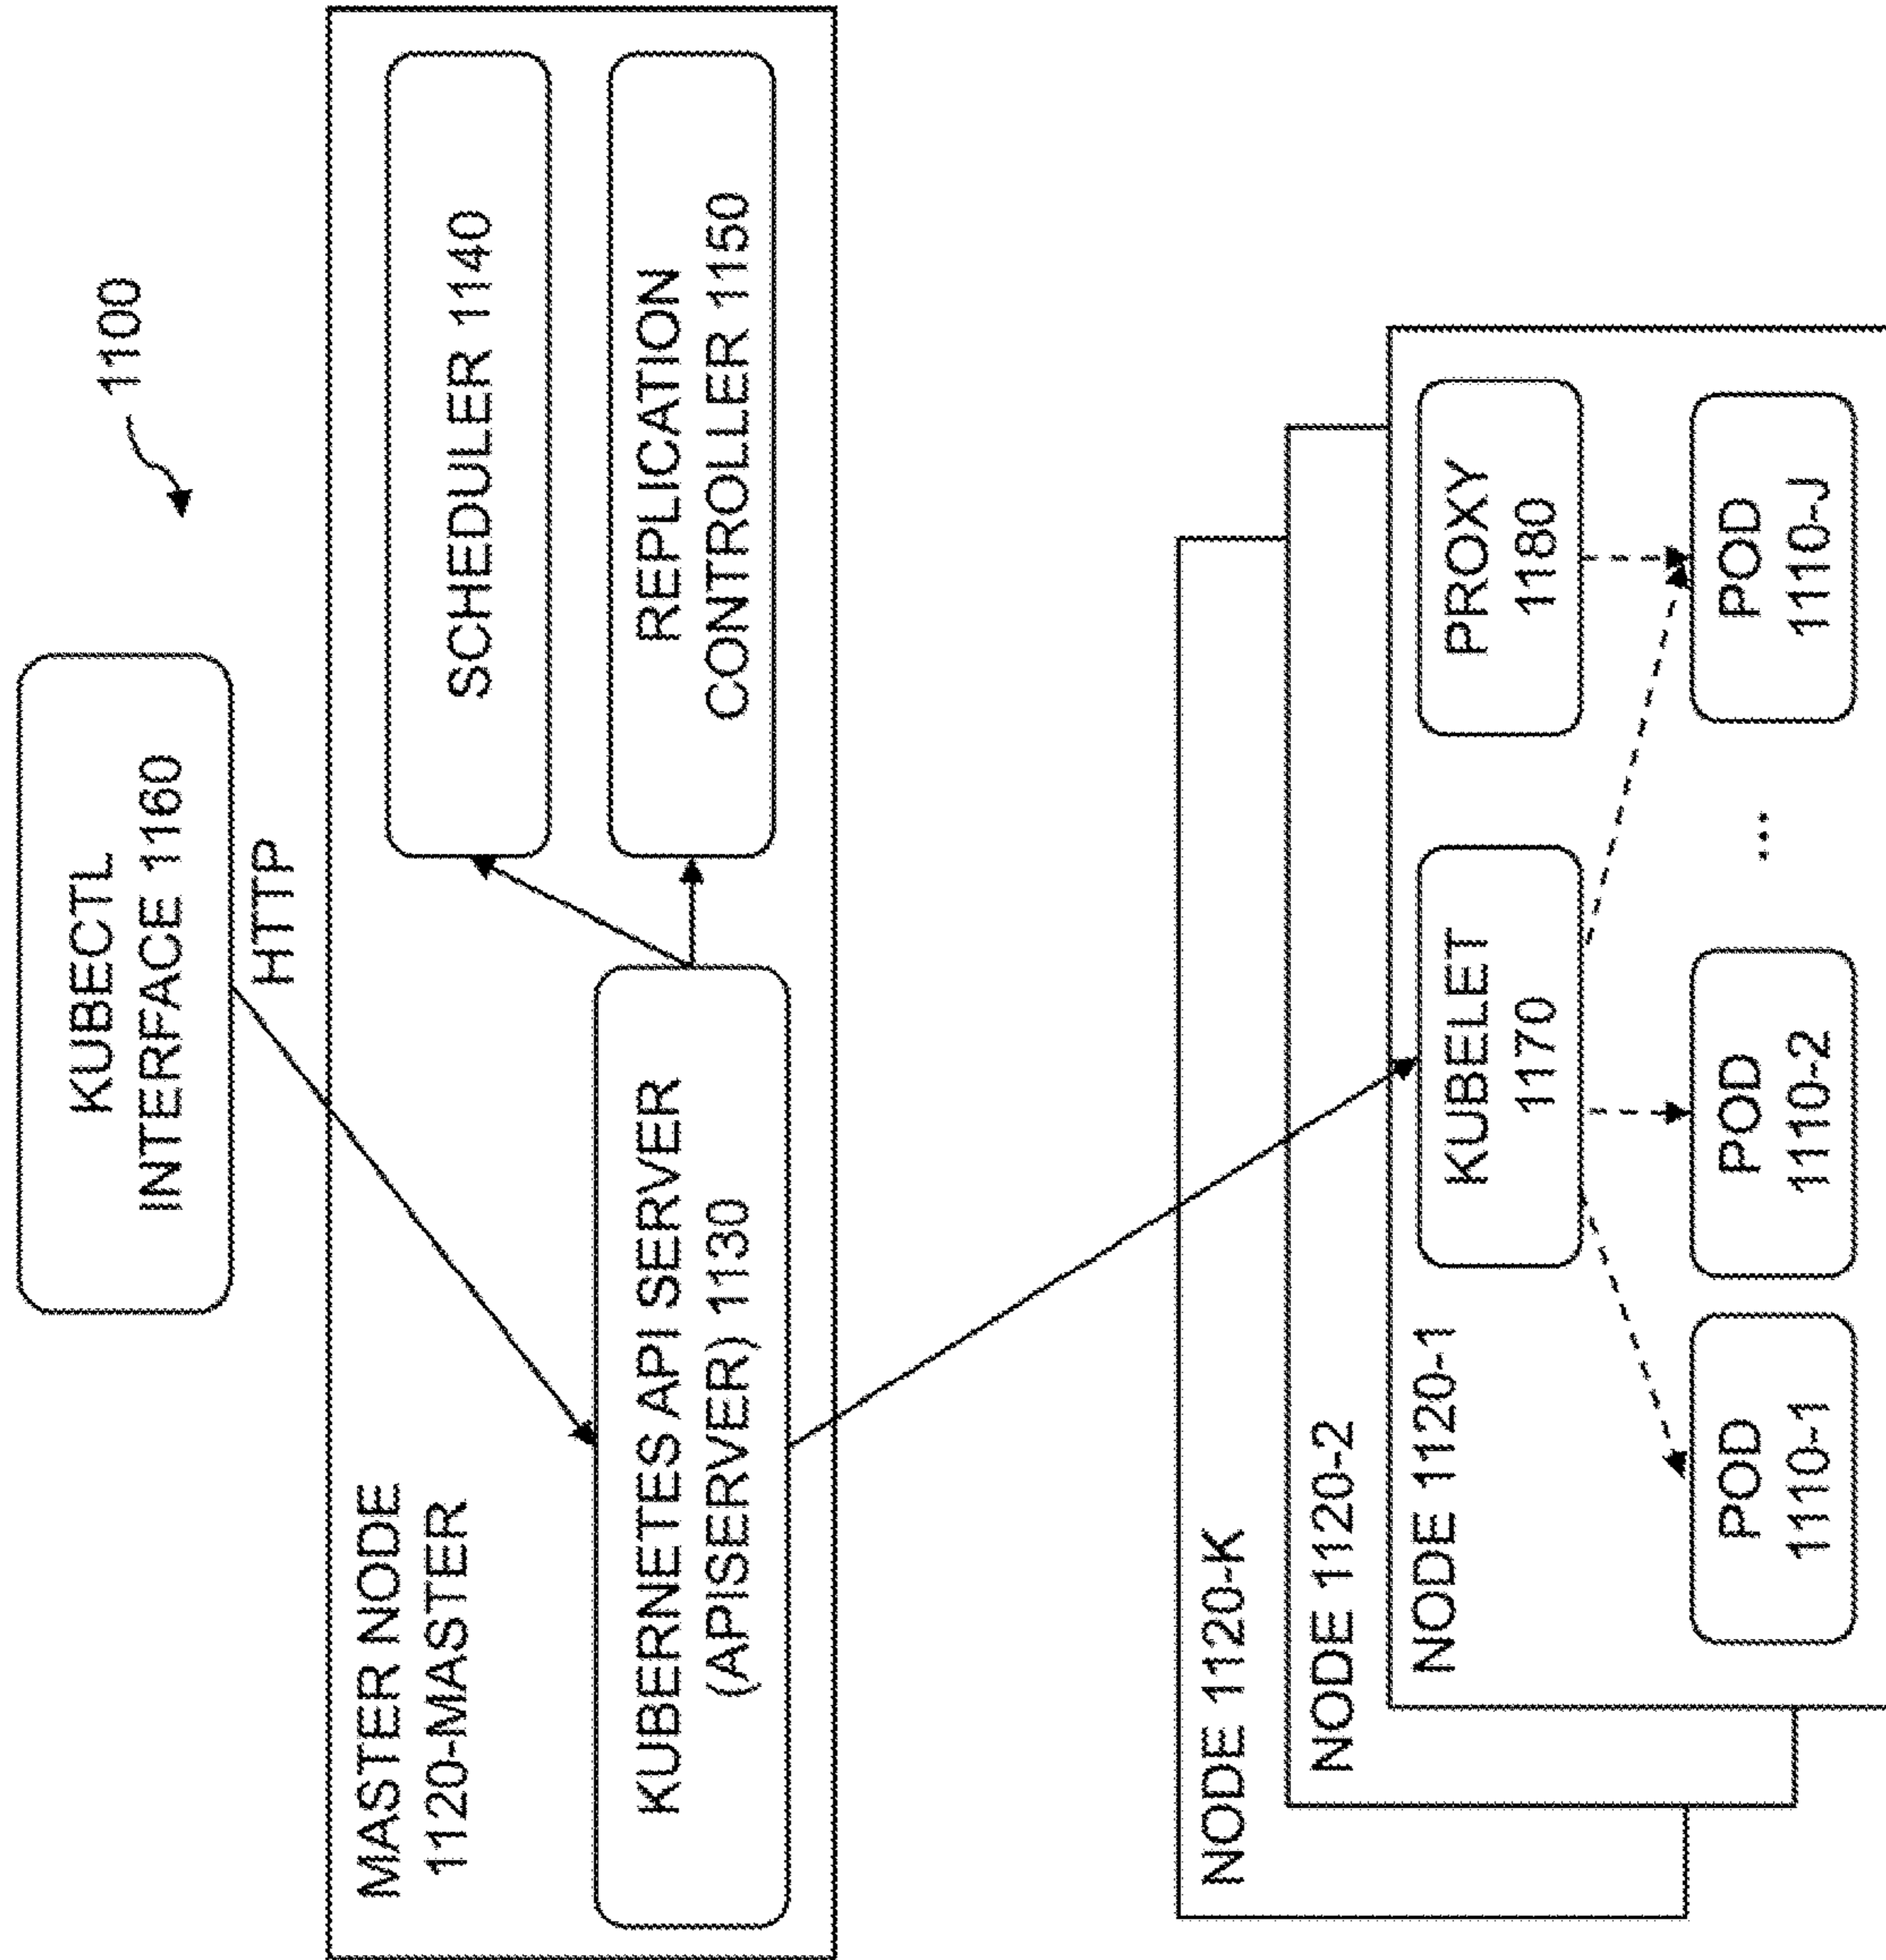 1100
KUBECTL
INTERFACE 1160
HTTP
MASTER NODE
1120-MASTER
SCHEDULER 1140
KUBERNETES API SERVER
(APISERVER) 1130
REPLICATION
CONTROLLER 1150
NODE 1120-K
NODE 1120-2
NODE 1120-1
KUBELET
1170
PROXY
1180
POD
1110-1
POD
1110-2
...
POD
1110-J